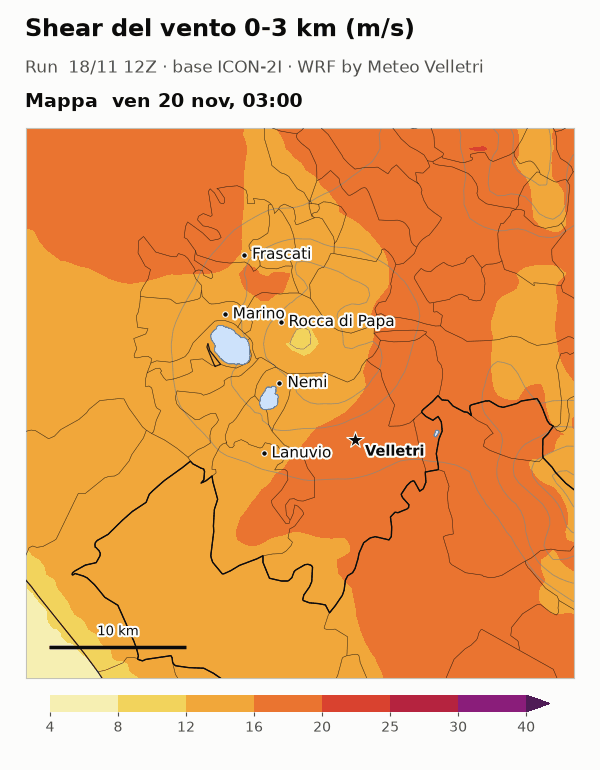 Shear del vento 0-3 km (m/s)
Run  18/11 12Z · base ICON-2I · WRF by Meteo Velletri
Mappa  ven 20 nov, 03:00
Frascati
Marino
Rocca di Papa
Nemi
Velletri
Lanuvio
10 km
4 8 12 16 20 25 30 40